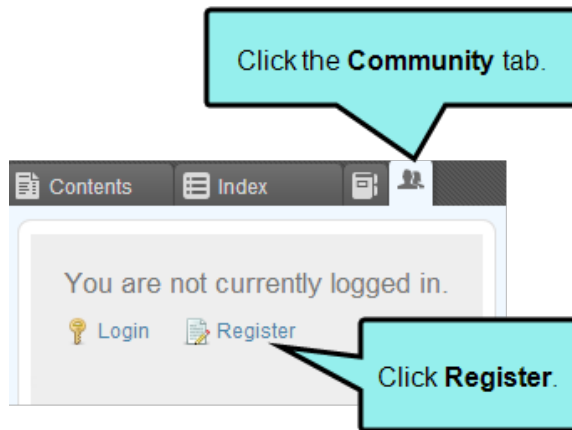 Click the Community tab.
Contents Index
You are not currently logged in.
Login Register
Click Register.